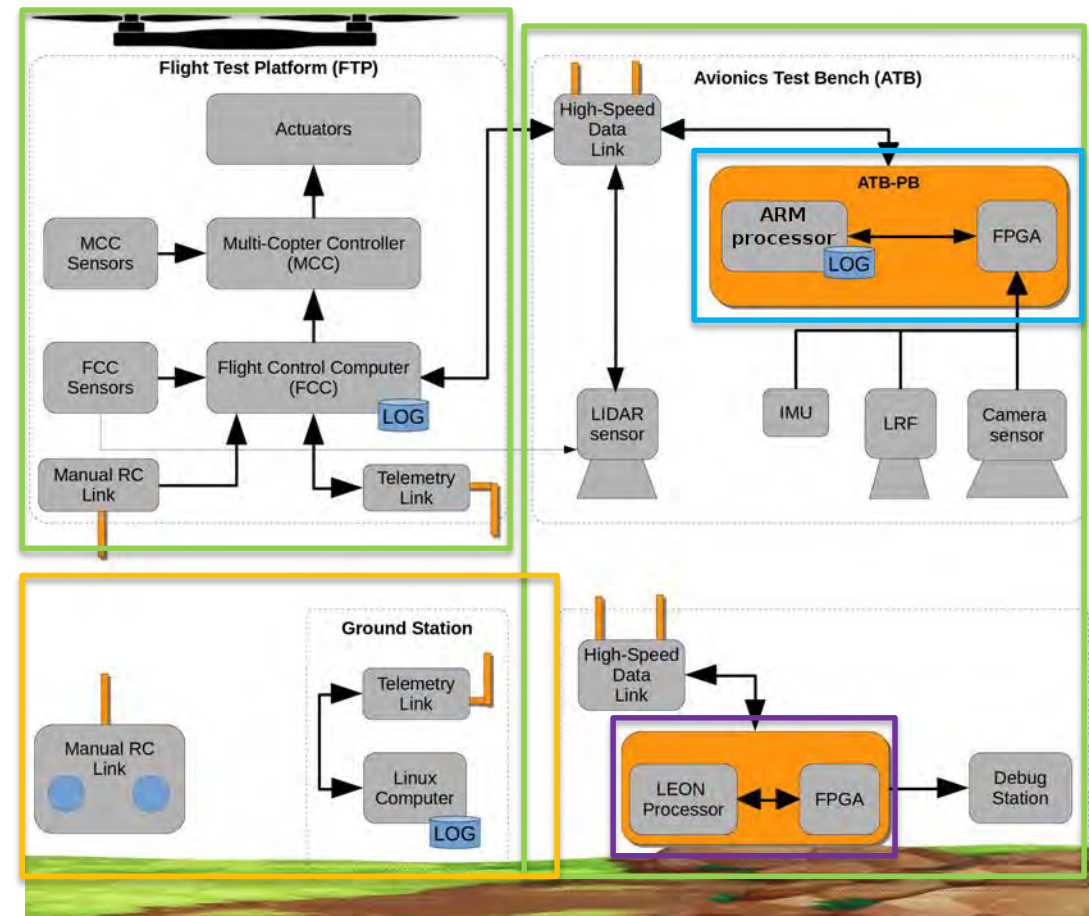 Flight Test Platform (FTP)
Actuators
MCC
Sensors
Multi-Copter Controller
(MCC)
FCC
Sensors
Flight Control Computer
(FCC)
LOG
Manual RC
Link
Telemetry
Link
Avionics Test Bench (ATB)
High-Speed
Data
Link
ATB-PB
ARM
processor
LOG
FPGA
LIDAR
sensor
IMU
LRF
Camera
sensor
Manual RC
Link
Ground Station
Telemetry
Link
Linux
Computer
LOG
High-Speed
Data
Link
LEON
Processor
FPGA
Debug
Station